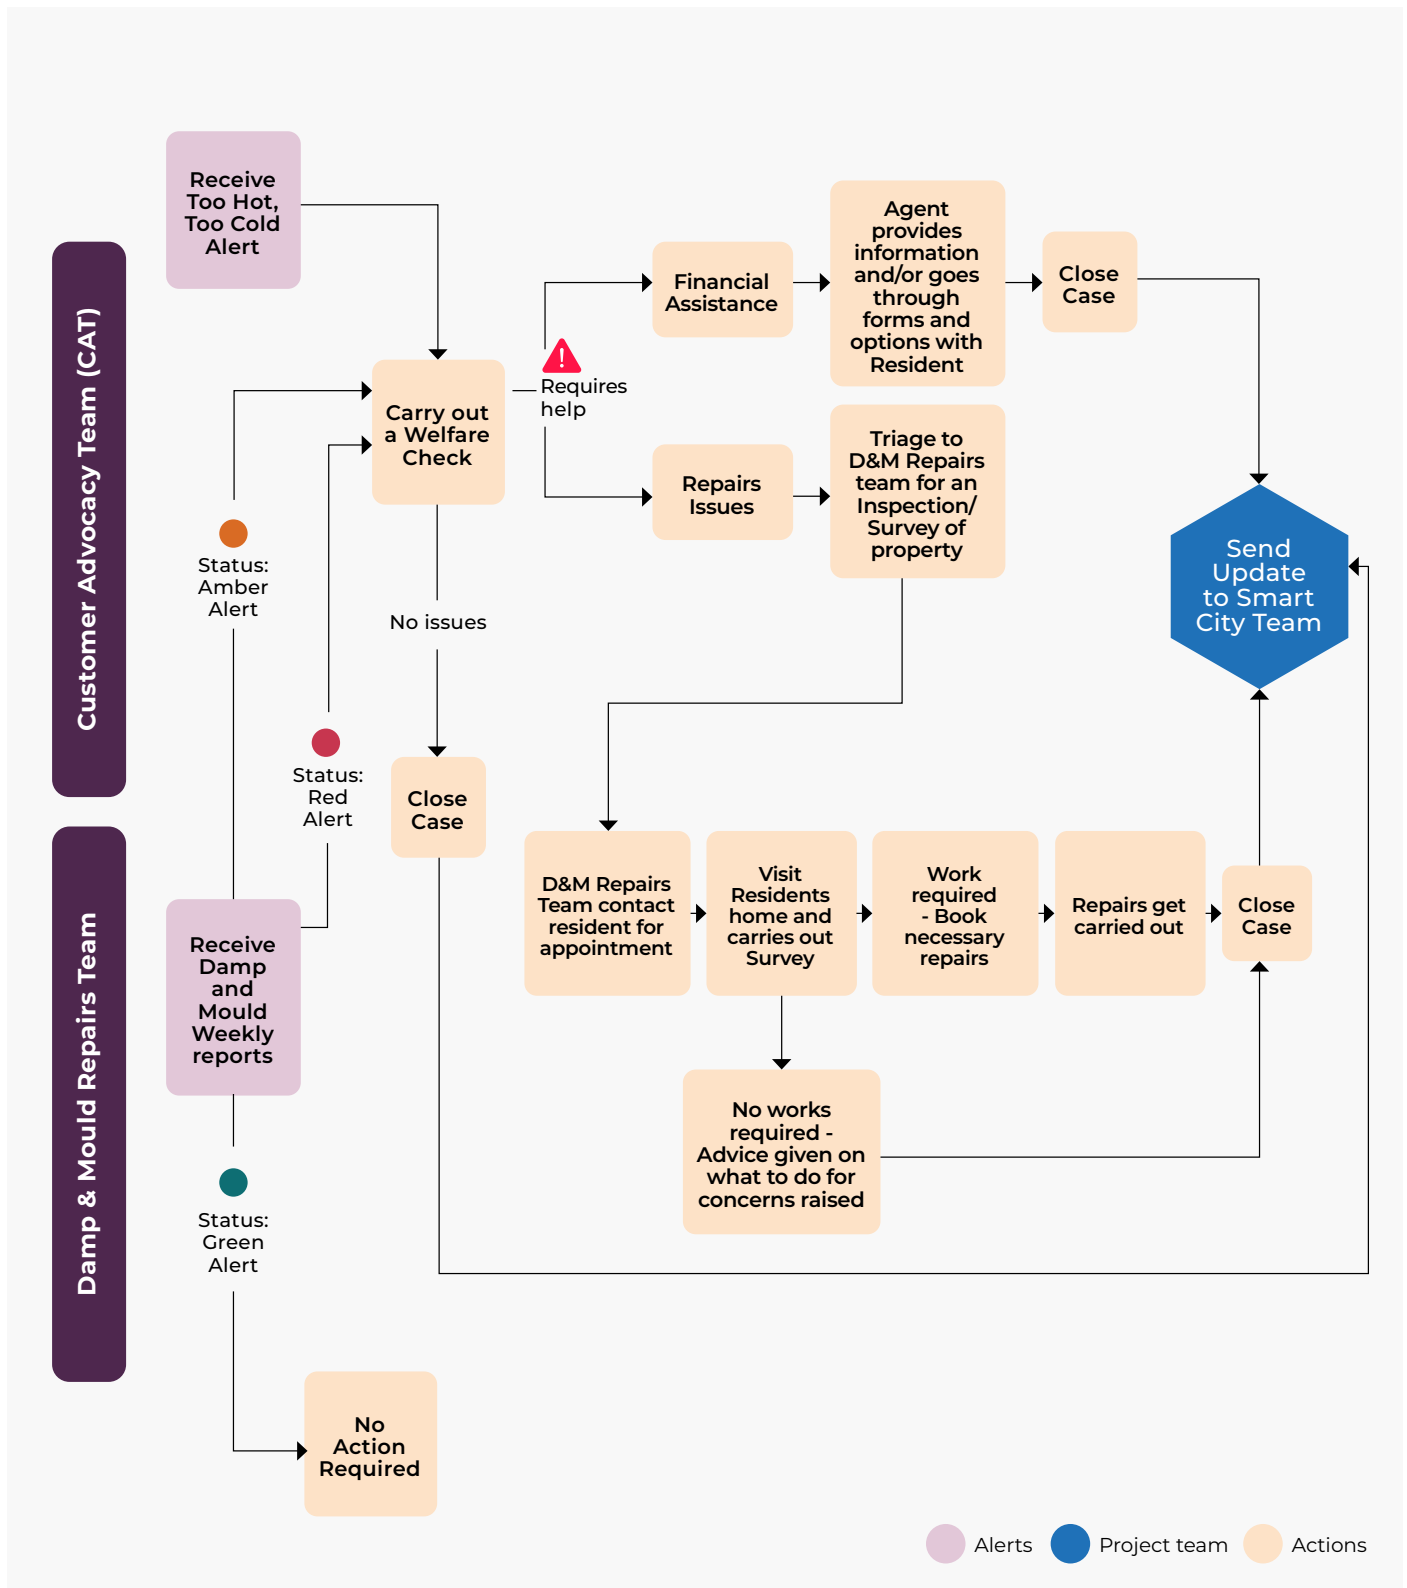 Customer Advocacy Team (CAT)
Damp & Mould Repairs Team
Receive
Too Hot,
Too Cold
Alert
Carry out
a Welfare
Check
Requires
help
Financial
Assistance
Agent
provides
information
and/or goes
through
forms and
options with
Resident
Close
Case
Repairs
Issues
Triage to
D&M Repairs
team for an
Inspection/
Survey of
property
Send
Update
to Smart
City Team
Status:
Amber
Alert
No issues
Status:
Red
Alert
Close
Case
Receive
Damp
and
Mould
Weekly
reports
D&M Repairs
Team contact
resident for
appointment
Visit
Residents
home and
carries out
Survey
Work
required
- Book
necessary
repairs
Repairs get
carried out
Close
Case
No works
required -
Advice given on
what to do for
concerns raised
Status:
Green
Alert
No
Action
Required
Alerts
Project team
Actions